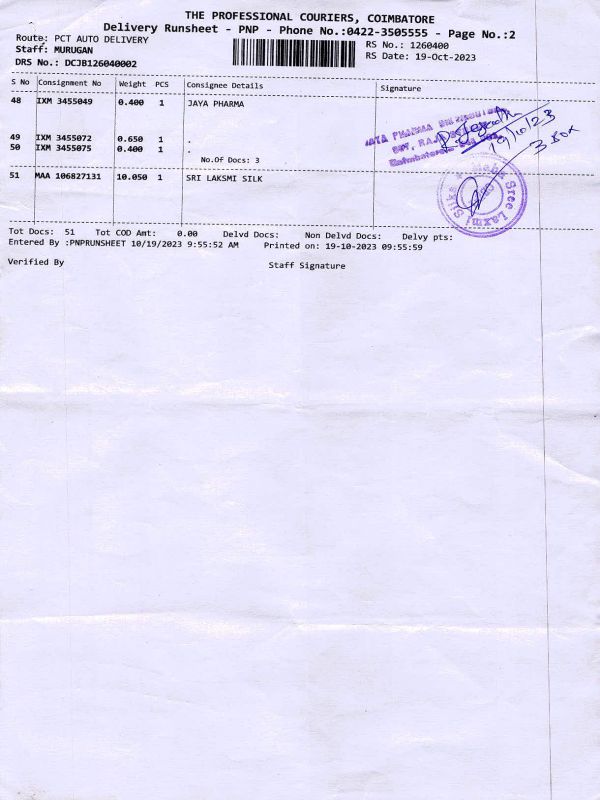 THE PROFESSIONAL COURIERS, COIMBATORE
Delivery Runsheet - PNP - Phone No.:0422-3505555 - Page No.:2
Route: PCT AUTO DELIVERY
RS No.: 1260400
Staff: MURUGAN
RS Date: 19-Oct-2023
DRS No.: DCJB126040002
S No Consignment No Weight PCS Consignee Details Signature
48 IXM 3455049 0.400 1 JAYA PHARMA
49 IXM 3455072 0.650 1 .
50 IXM 3455075 0.400 1 .
No.Of Docs: 3
JAYA PHARMA
19/10/23
3 Box
51 MAA 106827131 10.050 1 SRI LAKSMI SILK
Sree Laxmi Silks
Tot Docs: 51 Tot COD Amt: 0.00 Delvd Docs: Non Delvd Docs: Delvy pts:
Entered By :PNPRUNSHEET 10/19/2023 9:55:52 AM Printed on: 19-10-2023 09:55:59
Verified By Staff Signature